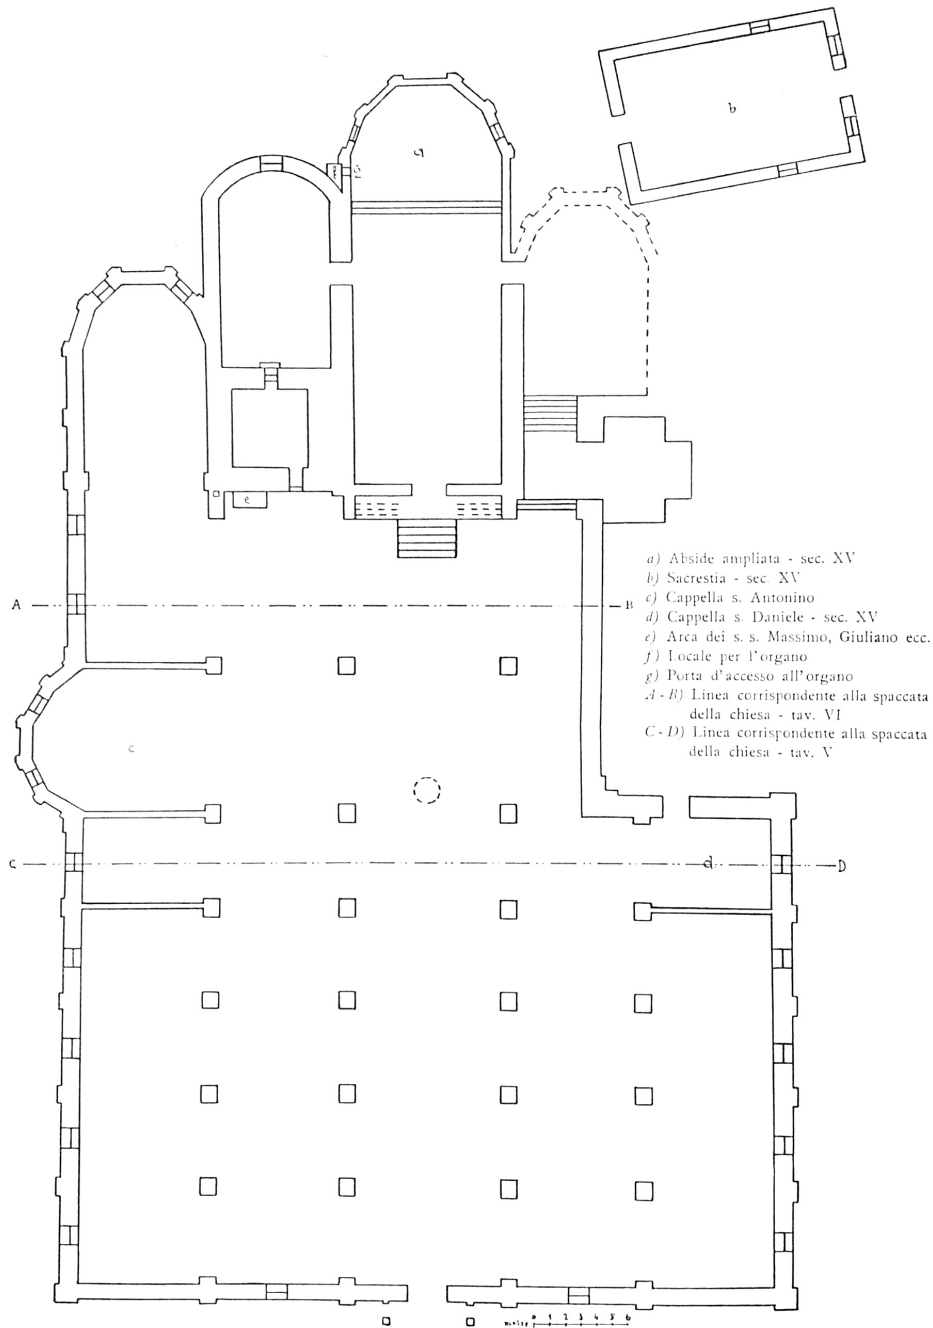 b
a
f
g
e
a) Abside ampliata - sec. XV
b) Sacrestia - sec. XV
c) Cappella s. Antonino
d) Cappella s. Daniele - sec. XV
e) Arca dei s. s. Massimo, Giuliano ecc.
f) Locale per l'organo
g) Porta d'accesso all'organo
A - B) Linea corrispondente alla spaccata
della chiesa - tav. VI
C - D) Linea corrispondente alla spaccata
della chiesa - tav. V
A B
c
C d D
0 1 2 3 4 5 6